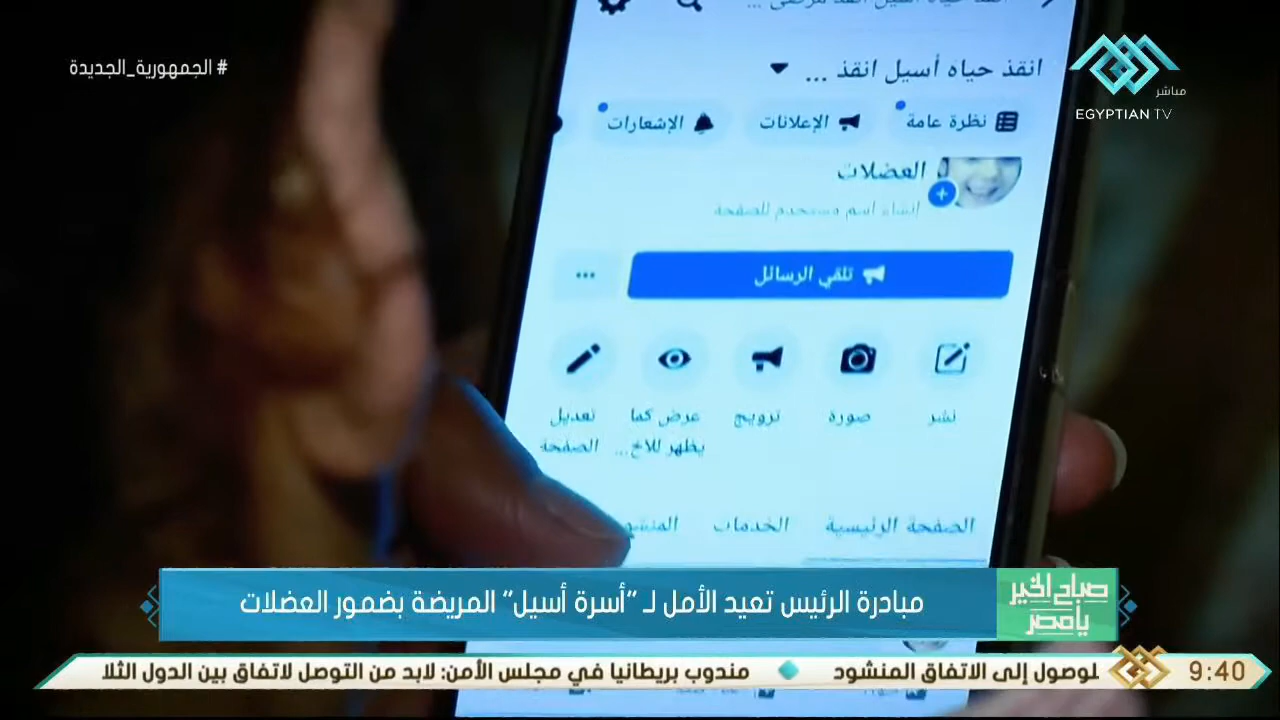 # الجمهورية_الجديدة
مباشر
EGYPTIAN TV
انقذ حياه أسيل انقذ ...
نظرة عامة
الإعلانات
الإشعارات
العضلات
إنشاء اسم مستخدم للصفحة
تلقي الرسائل
نشر
صورة
ترويج
عرض كما يظهر للاخ...
تعديل الصفحة
الصفحة الرئيسية
الخدمات
المنشو
صباح الخير يا مصر
مبادرة الرئيس تعيد الأمل لـ "أسرة أسيل" المريضة بضمور العضلات
9:40
لوصول إلى الاتفاق المنشود
مندوب بريطانيا في مجلس الأمن: لابد من التوصل لاتفاق بين الدول الثلا